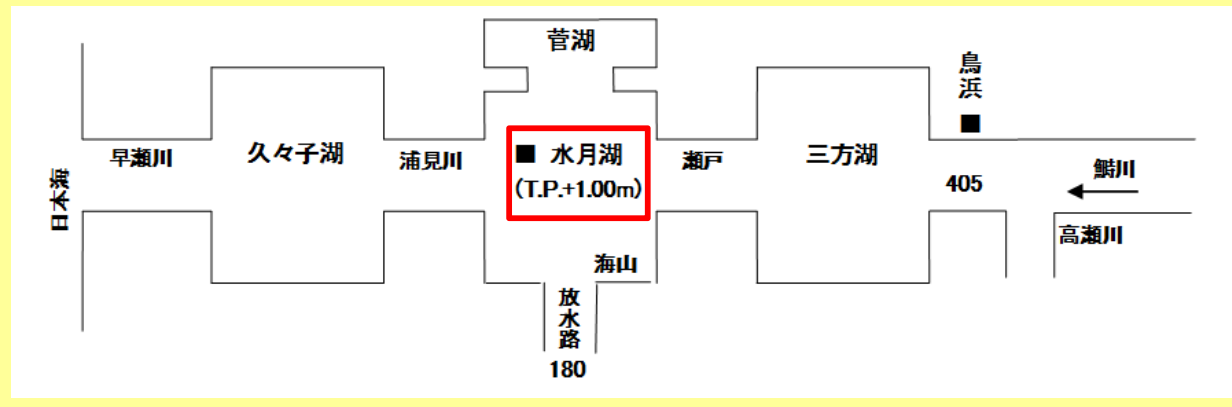 菅湖
鳥浜
■
早瀬川
久々子湖
浦見川
■ 水月湖
(T.P.+1.00m)
瀬戸
三方湖
鰣川
405
日本海
高瀬川
海山
放水路
180